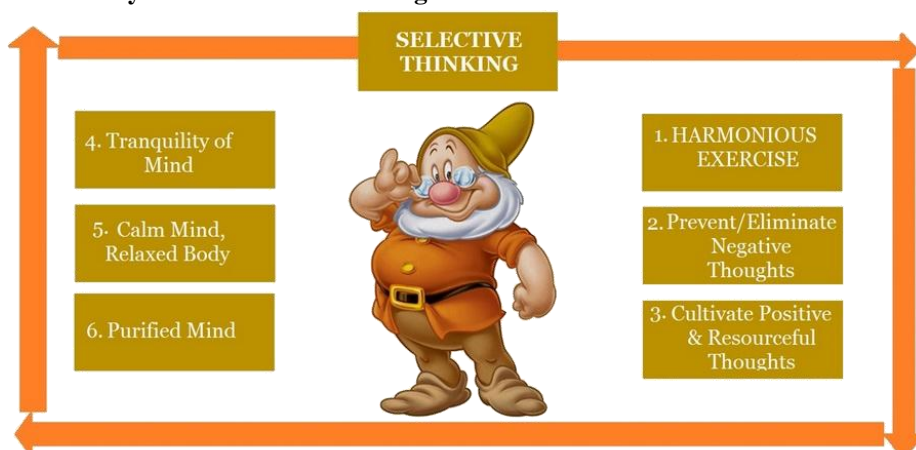 SELECTIVE
THINKING
1. HARMONIOUS
EXERCISE
2. Prevent/Eliminate
Negative
Thoughts
3. Cultivate Positive
& Resourceful
Thoughts
4. Tranquility of
Mind
5. Calm Mind,
Relaxed Body
6. Purified Mind